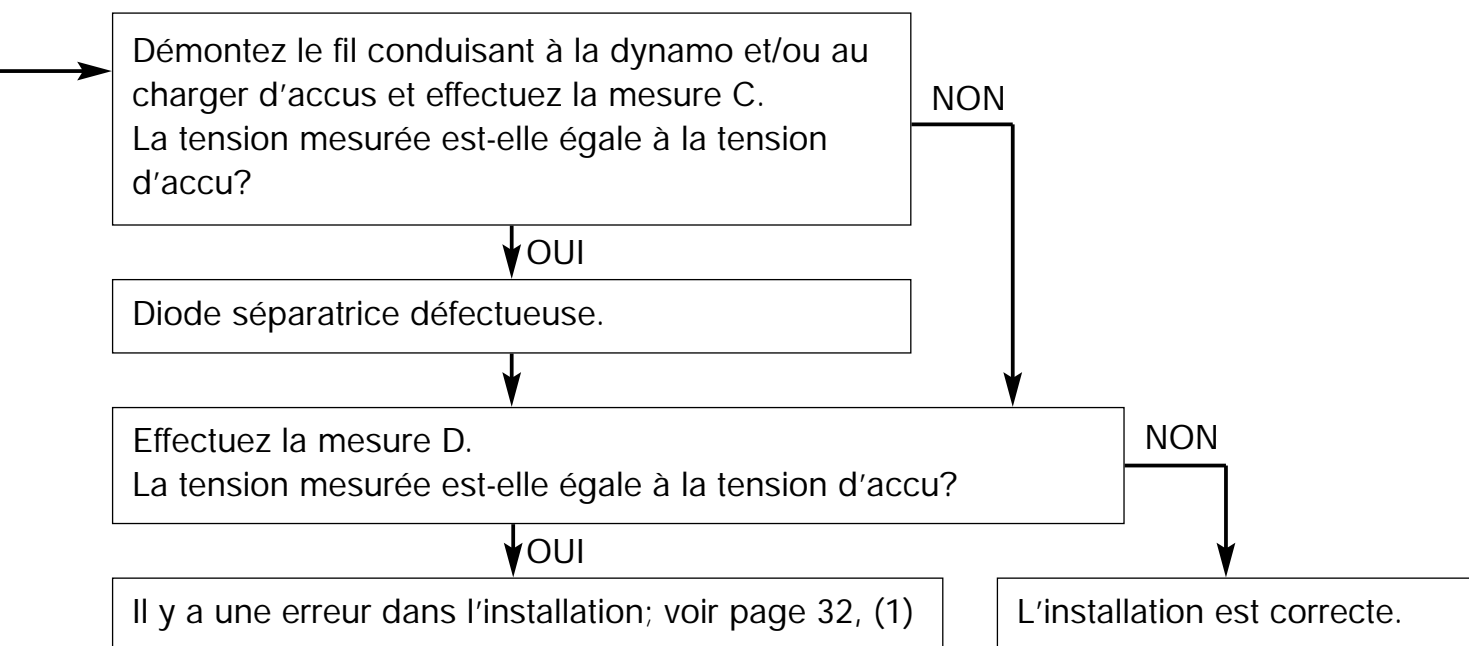 Démontez le fil conduisant à la dynamo et/ou au
charger d'accus et effectuez la mesure C.
La tension mesurée est-elle égale à la tension
d'accu?
NON
OUI
Diode séparatrice défectueuse.
Effectuez la mesure D.
La tension mesurée est-elle égale à la tension d'accu?
NON
OUI
Il y a une erreur dans l'installation; voir page 32, (1)
L'installation est correcte.